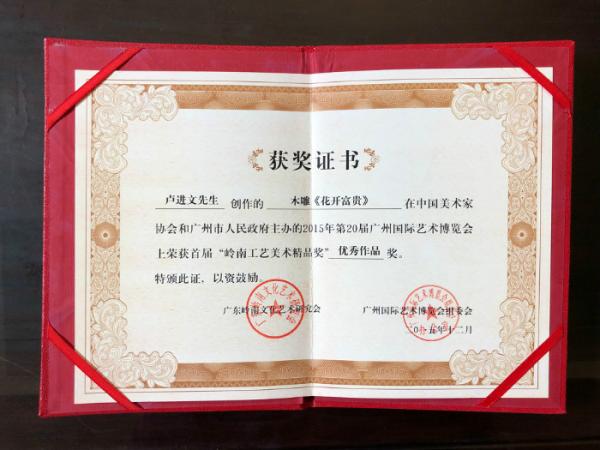 获奖证书
卢进文先生 创作的 木雕《花开富贵》 在中国美术家
协会和广州市人民政府主办的2015年第20届广州国际艺术博览会
上荣获首届“岭南工艺美术精品奖” 优秀作品 奖。
特颁此证，以资鼓励。
广东岭南文化艺术研究会 广州国际艺术博览会组委会
二〇一五年十二月